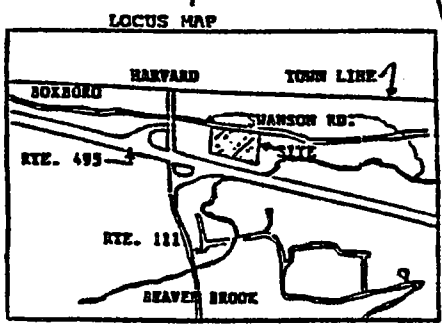 LOCUS MAP
HARVARD
TOWN LINE
BOXBORO
SWANSON RD.
SITE
RTE. 495
RTE. 111
BEAVER BROOK